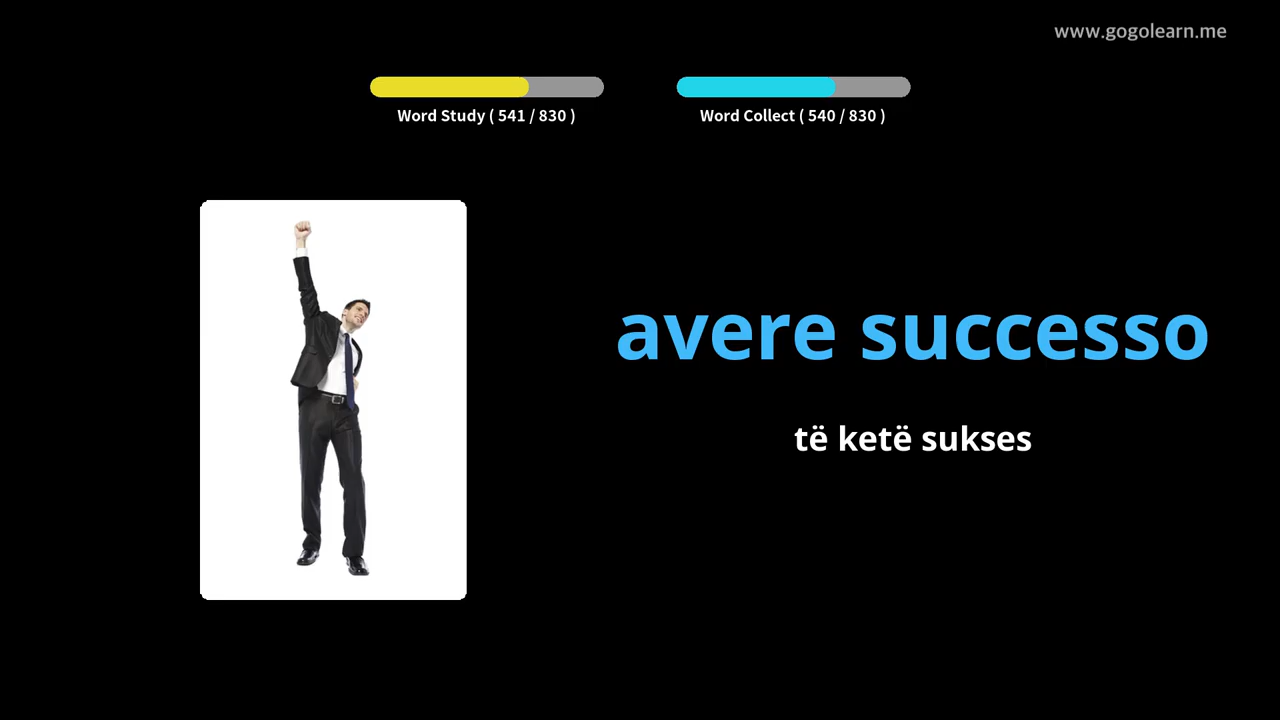 www.gogolearn.me
Word Study ( 541 / 830 )
Word Collect ( 540 / 830 )
avere successo
të ketë sukses